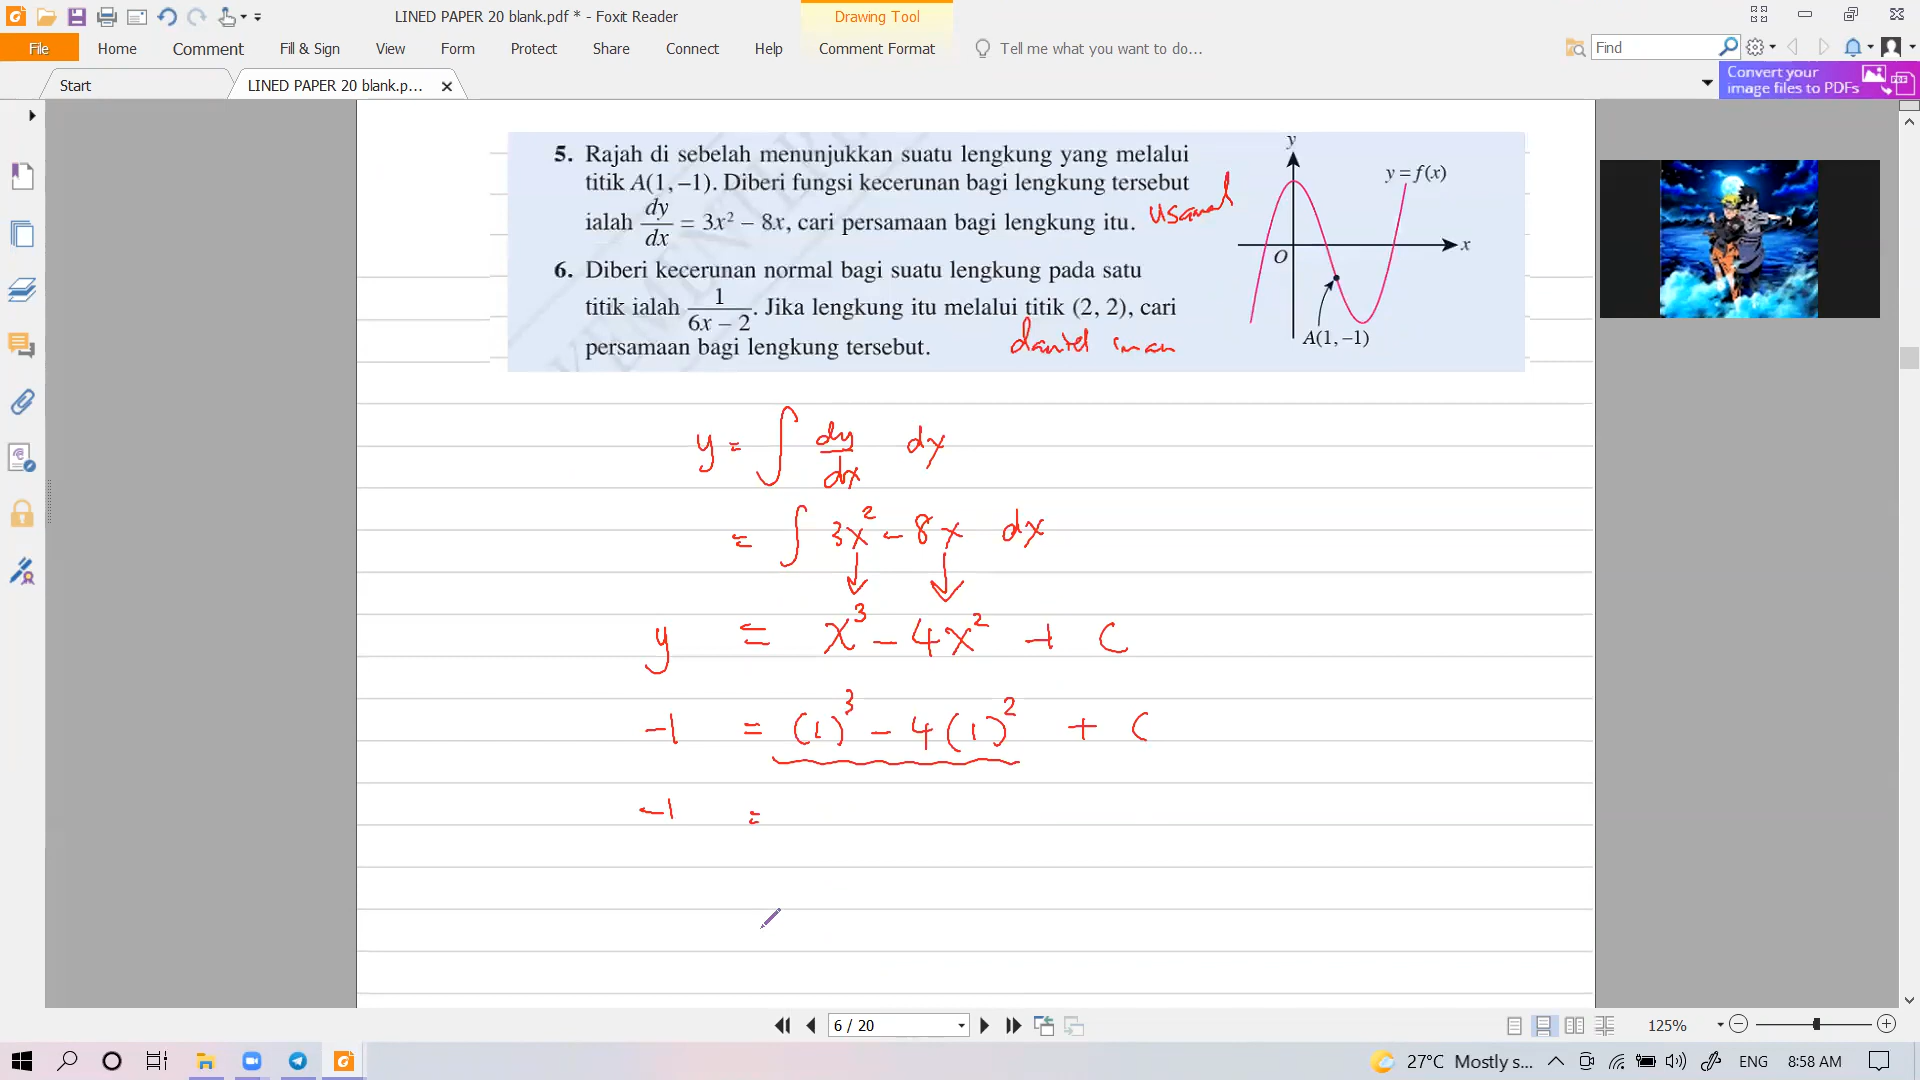 LINED PAPER 20 blank.pdf * - Foxit Reader
Drawing Tool
File Home Comment Fill & Sign View Form Protect Share Connect Help Comment Format Tell me what you want to do... Find
Start LINED PAPER 20 blank.p...
Convert your
image files to PDFs
5. Rajah di sebelah menunjukkan suatu lengkung yang melalui
titik A(1, –1). Diberi fungsi kecerunan bagi lengkung tersebut
ialah dy/dx = 3x² – 8x, cari persamaan bagi lengkung itu. Usamah
6. Diberi kecerunan normal bagi suatu lengkung pada satu
titik ialah 1/(6x – 2). Jika lengkung itu melalui titik (2, 2), cari
persamaan bagi lengkung tersebut. daniel iman
y
y = f(x)
O
x
A(1, –1)
y = ∫ dy/dx dx
= ∫ 3x² - 8x dx
y = x³ - 4x² + C
-1 = (1)³ - 4(1)² + C
-1 =
6 / 20
125%
27°C Mostly s... ENG 8:58 AM